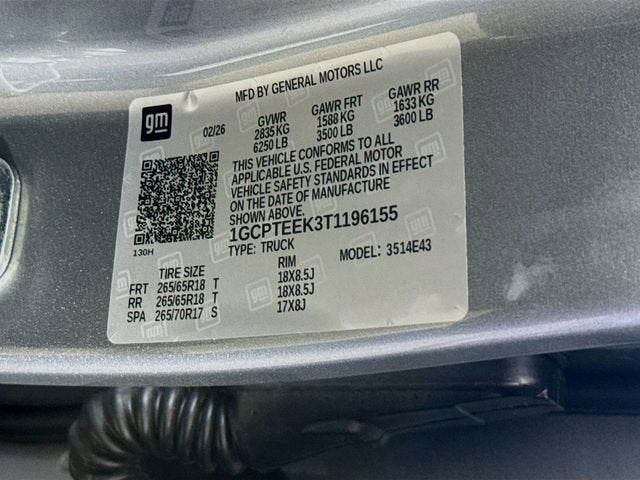 MFD BY GENERAL MOTORS LLC
gm
02/26
GVWR GAWR FRT GAWR RR
2835 KG 1588 KG 1633 KG
6250 LB 3500 LB 3600 LB
THIS VEHICLE CONFORMS TO ALL
APPLICABLE U.S. FEDERAL MOTOR
VEHICLE SAFETY STANDARDS IN EFFECT
ON THE DATE OF MANUFACTURE
SHOWN ABOVE.
1GCPTEEK3T1196155
130H
TYPE: TRUCK MODEL: 3514E43
TIRE SIZE RIM
FRT 265/65R18 T 18X8.5J
RR 265/65R18 T 18X8.5J
SPA 265/70R17 S 17X8J